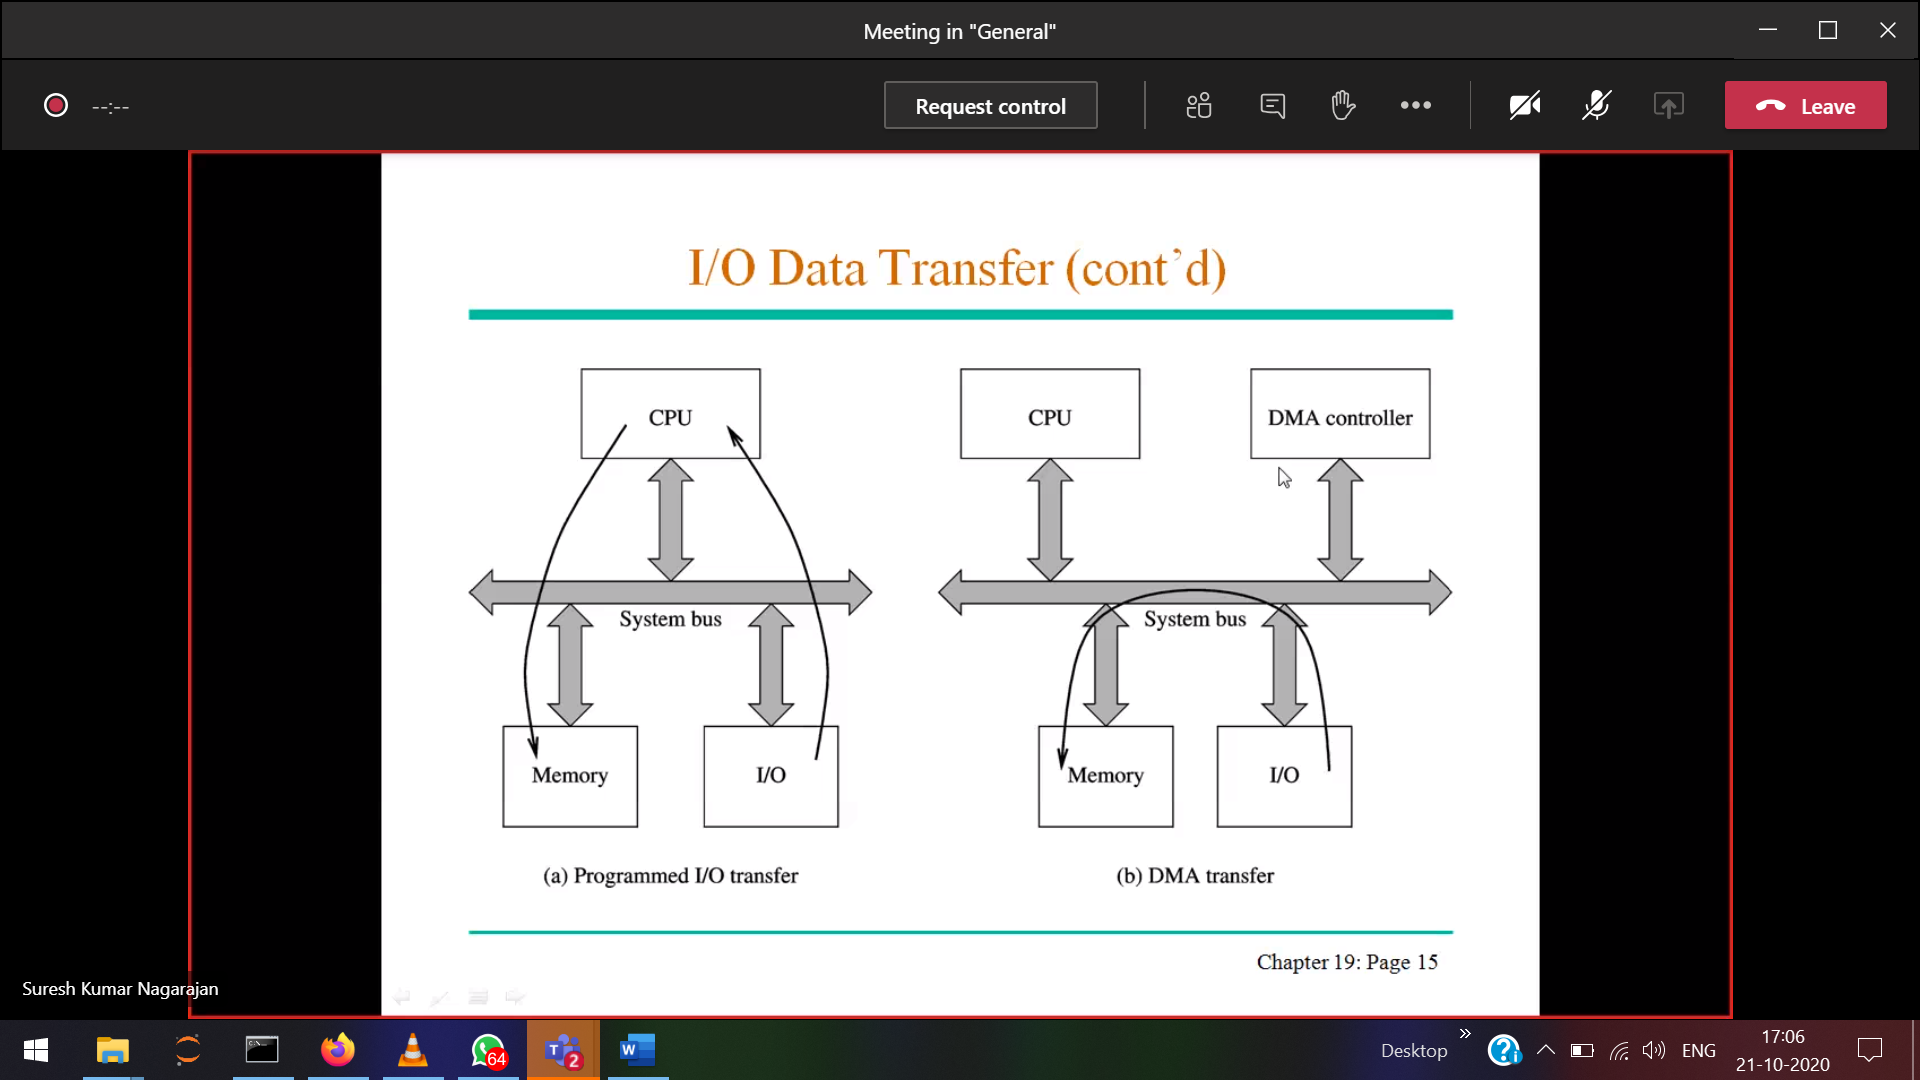 Meeting in "General"
--:--
Request control
Leave
I/O Data Transfer (cont’d)
CPU
System bus
Memory
I/O
(a) Programmed I/O transfer
CPU
DMA controller
System bus
Memory
I/O
(b) DMA transfer
Chapter 19: Page 15
Suresh Kumar Nagarajan
64
T
2
W
Desktop
»
?
i
ENG
17:06
21-10-2020